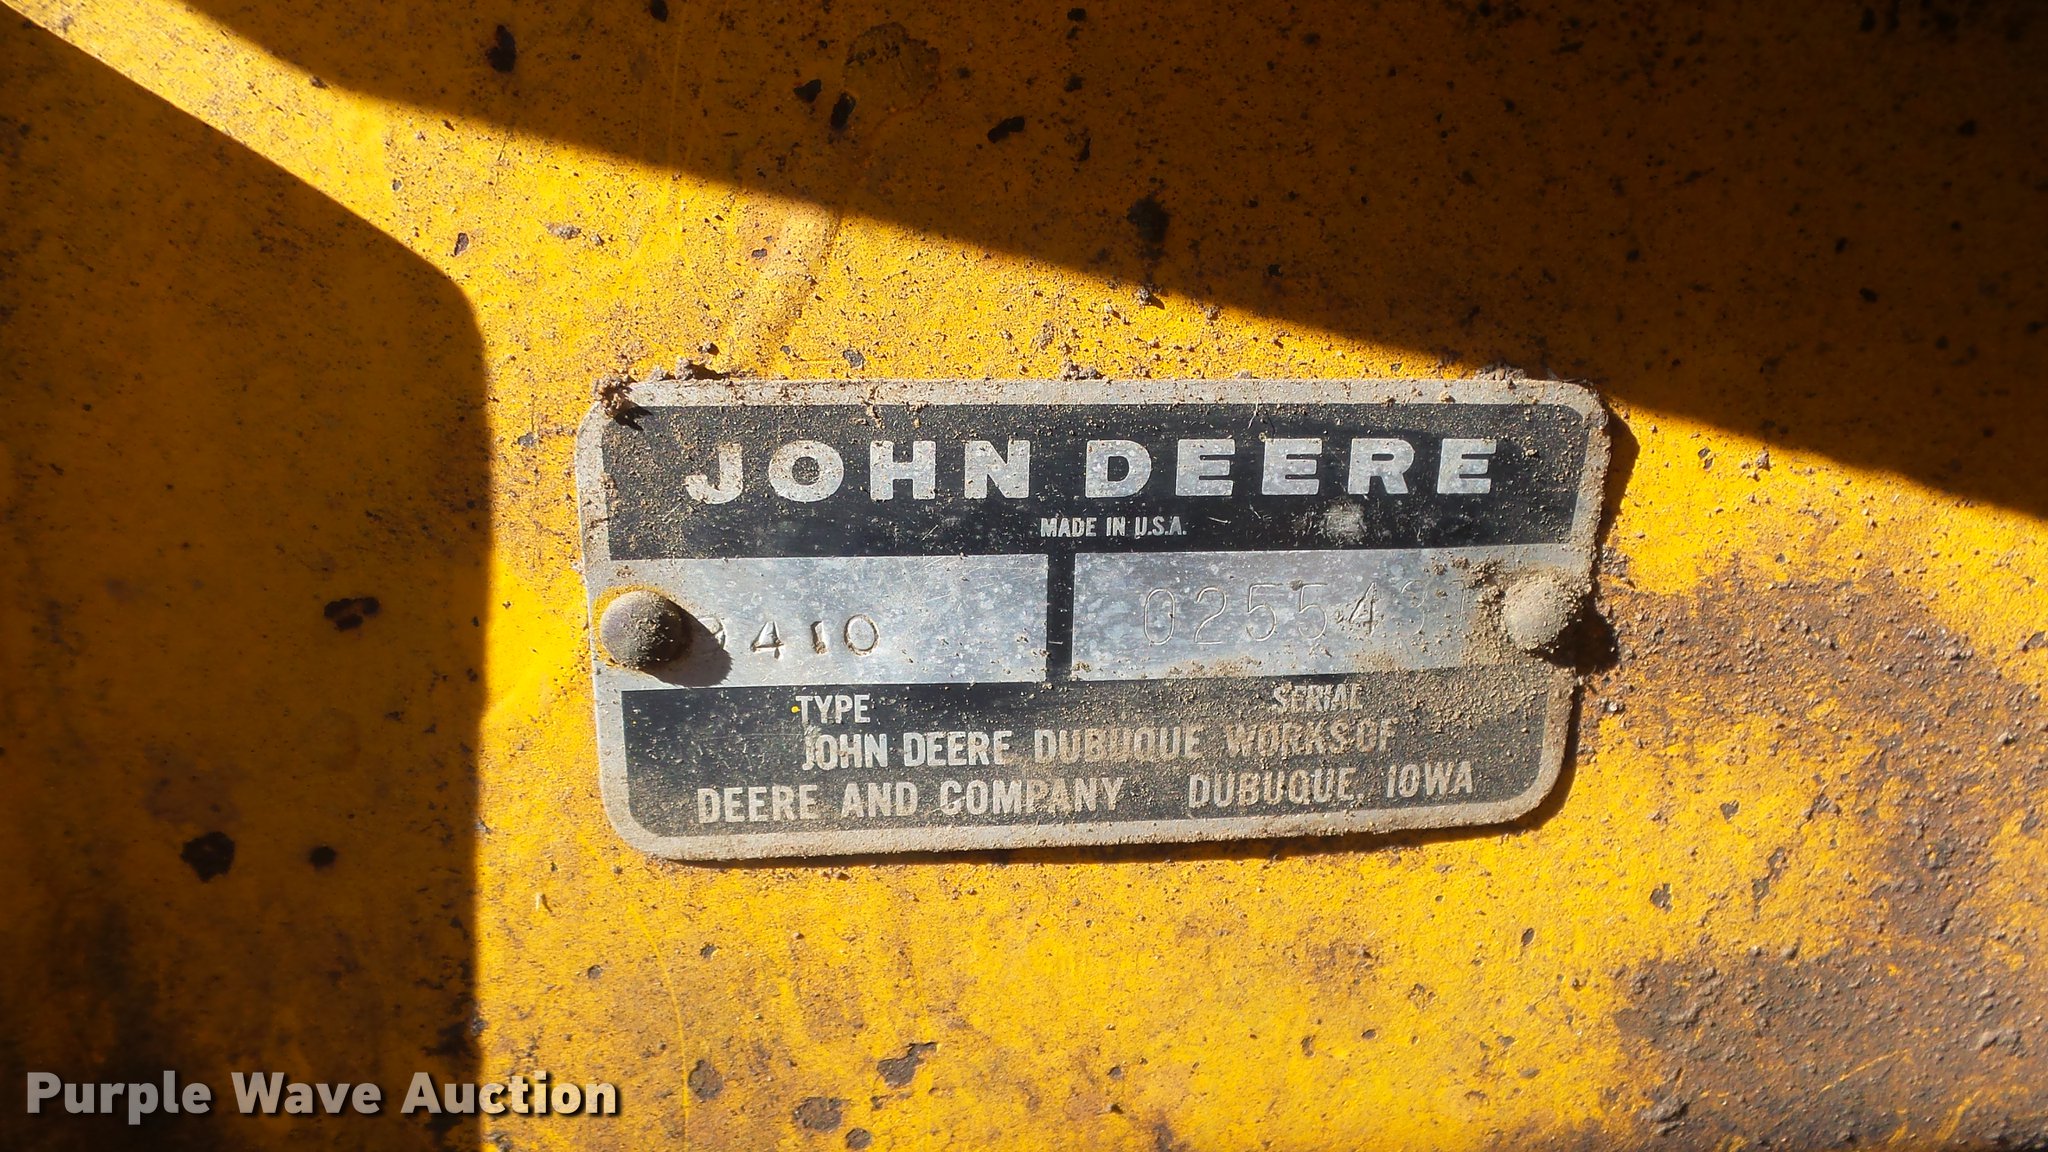 JOHN DEERE
MADE IN U.S.A.
410
TYPE
SERIAL
JOHN DEERE DUBUQUE WORKS OF
DEERE AND COMPANY DUBUQUE, IOWA
Purple Wave Auction